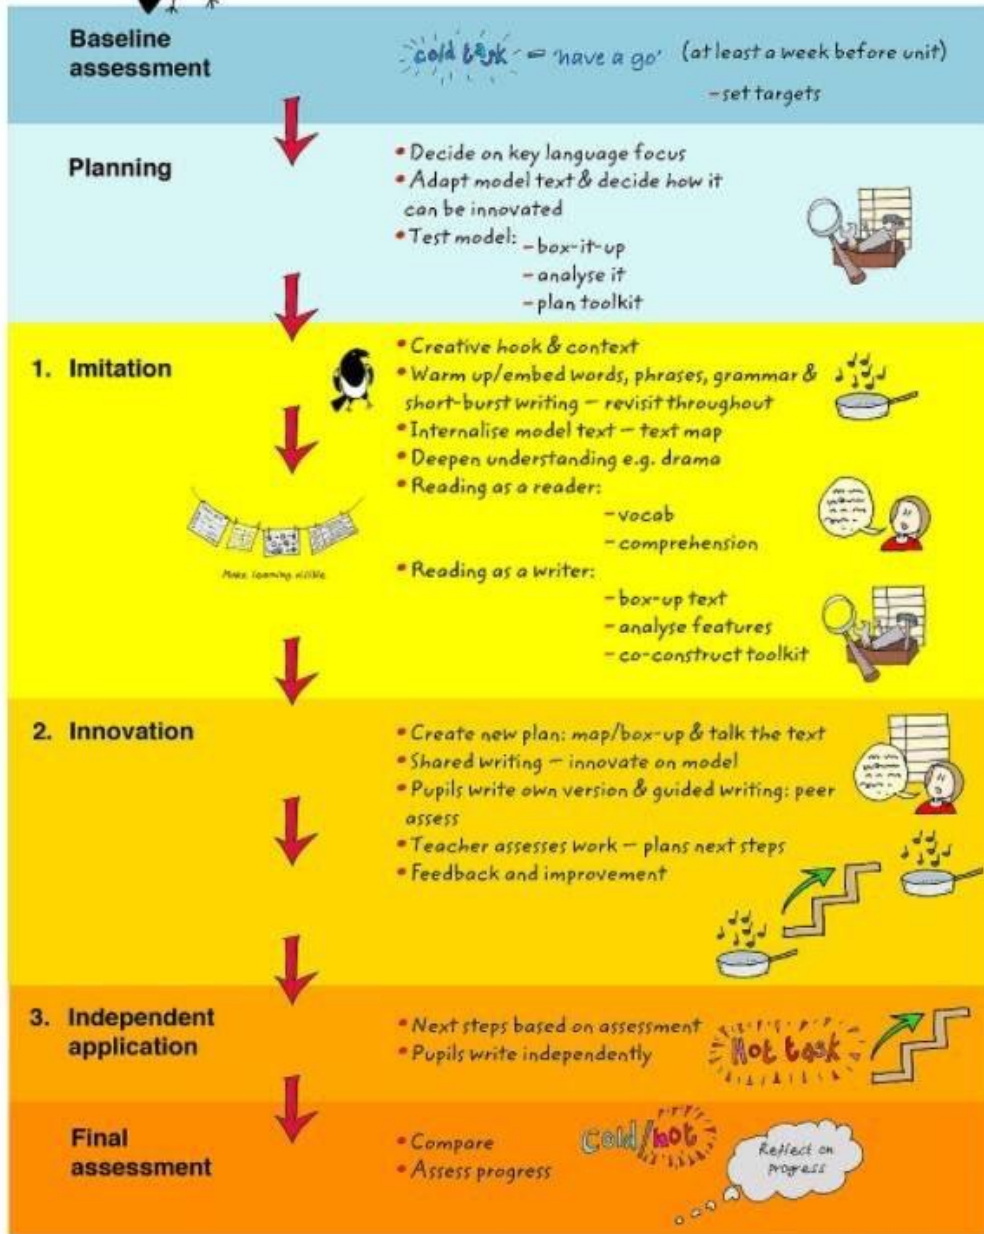 Baseline
assessment
cold task - 'have a go' (at least a week before unit)
- set targets
Planning
• Decide on key language focus
• Adapt model text & decide how it
can be innovated
• Test model: - box-it-up
- analyse it
- plan toolkit
1. Imitation
• Creative hook & context
• Warm up/embed words, phrases, grammar &
short-burst writing – revisit throughout
• Internalise model text – text map
• Deepen understanding e.g. drama
• Reading as a reader:
- vocab
- comprehension
Make learning visible
• Reading as a writer:
- box-up text
- analyse features
- co-construct toolkit
2. Innovation
• Create new plan: map/box-up & talk the text
• Shared writing – innovate on model
• Pupils write own version & guided writing: peer
assess
• Teacher assesses work – plans next steps
• Feedback and improvement
3. Independent
application
• Next steps based on assessment
• Pupils write independently
Hot task
Final
assessment
• Compare
• Assess progress
Cold/hot
Reflect on
progress